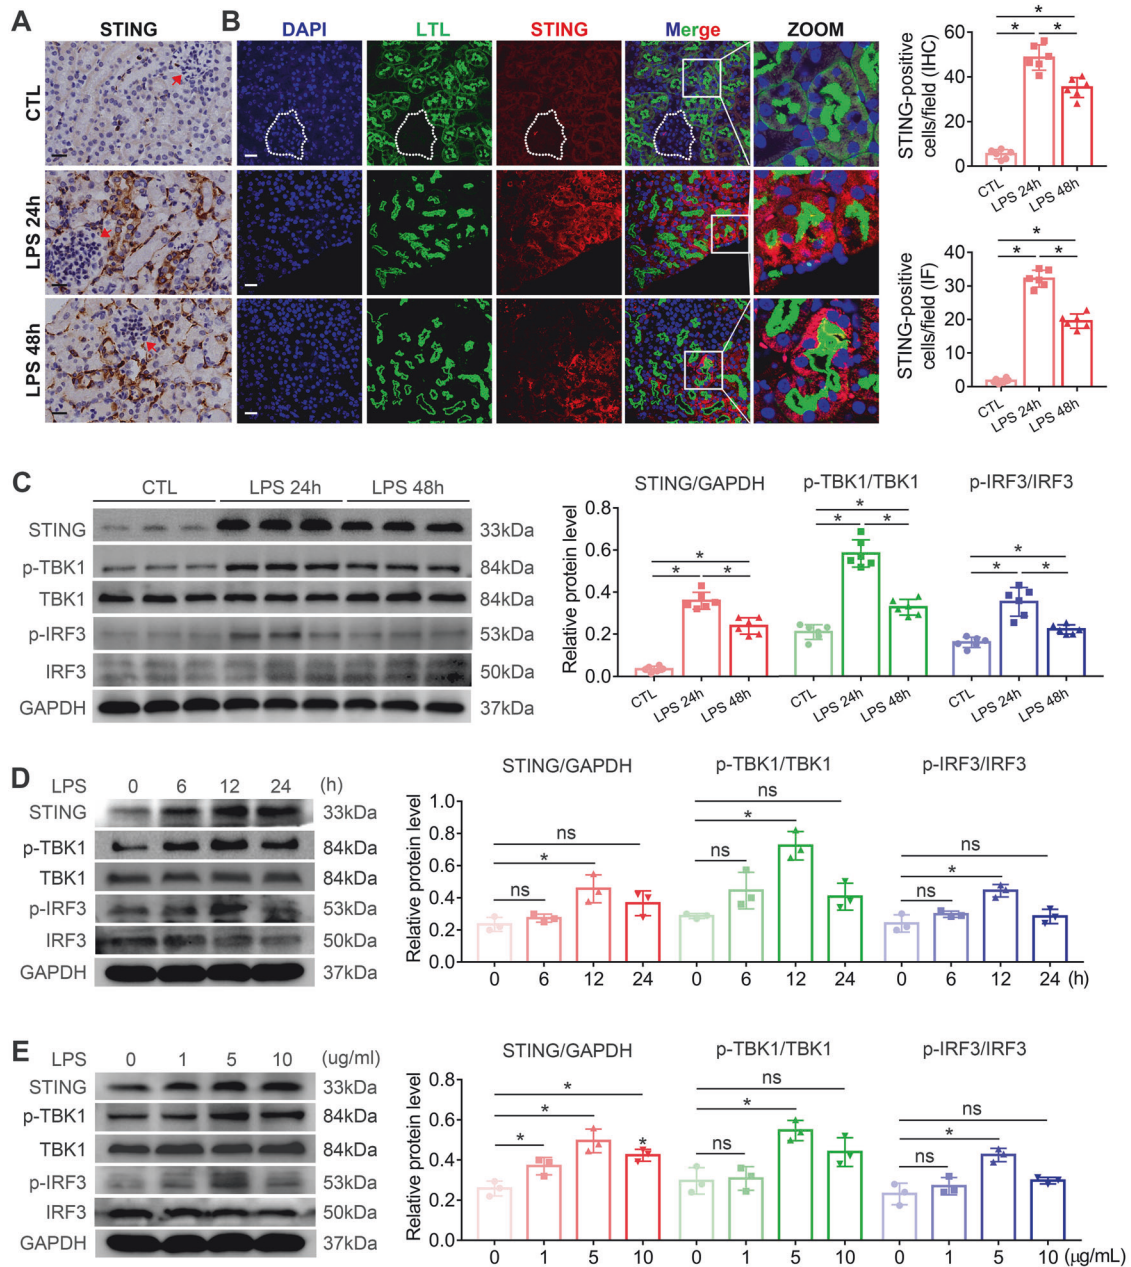 A
STING
B
DAPI
LTL
STING
Merge
ZOOM
CTL
LPS 24h
LPS 48h
STING-positive
cells/field (IHC)
60
40
20
0
* * *
CTL
LPS 24h
LPS 48h
STING-positive
cells/field (IF)
40
30
20
10
0
* * *
CTL
LPS 24h
LPS 48h
C
CTL
LPS 24h
LPS 48h
STING 33kDa
p-TBK1 84kDa
TBK1 84kDa
p-IRF3 53kDa
IRF3 50kDa
GAPDH 37kDa
STING/GAPDH
p-TBK1/TBK1
p-IRF3/IRF3
Relative protein level
0.8
0.6
0.4
0.2
0.0
* * *
* * *
* * *
CTL LPS 24h LPS 48h CTL LPS 24h LPS 48h CTL LPS 24h LPS 48h
D
LPS 0 6 12 24 (h)
STING 33kDa
p-TBK1 84kDa
TBK1 84kDa
p-IRF3 53kDa
IRF3 50kDa
GAPDH 37kDa
STING/GAPDH
p-TBK1/TBK1
p-IRF3/IRF3
Relative protein level
1.0
0.8
0.6
0.4
0.2
0.0
ns * ns
ns * ns
ns * ns
0 6 12 24 0 6 12 24 0 6 12 24 (h)
E
LPS 0 1 5 10 (ug/ml)
STING 33kDa
p-TBK1 84kDa
TBK1 84kDa
p-IRF3 53kDa
IRF3 50kDa
GAPDH 37kDa
STING/GAPDH
p-TBK1/TBK1
p-IRF3/IRF3
Relative protein level
0.8
0.6
0.4
0.2
0.0
* * * *
ns * ns
ns * ns
0 1 5 10 0 1 5 10 0 1 5 10 (μg/mL)